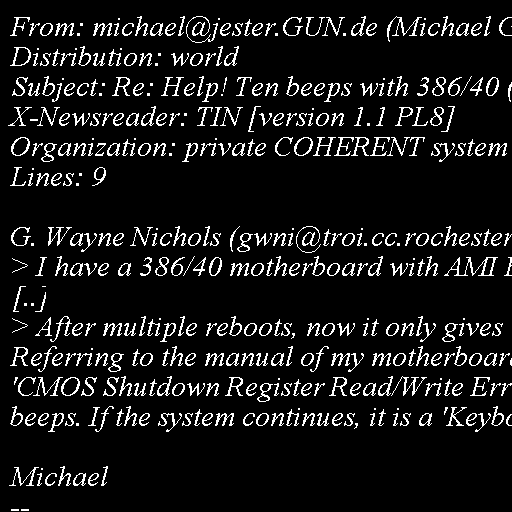 From: michael@jester.GUN.de (Michael G
Distribution: world
Subject: Re: Help! Ten beeps with 386/40 (
X-Newsreader: TIN [version 1.1 PL8]
Organization: private COHERENT system
Lines: 9

G. Wayne Nichols (gwni@troi.cc.rochester
> I have a 386/40 motherboard with AMI
[..]
> After multiple reboots, now it only gives
Referring to the manual of my motherboard
'CMOS Shutdown Register Read/Write Err
beeps. If the system continues, it is a 'Keybo

Michael
--